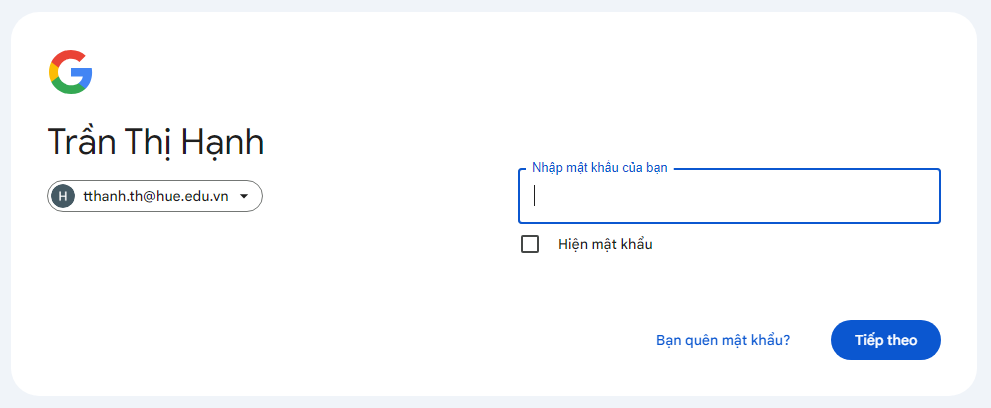 Trần Thị Hạnh
H tthanh.th@hue.edu.vn
Nhập mật khẩu của bạn
Hiện mật khẩu
Bạn quên mật khẩu?
Tiếp theo